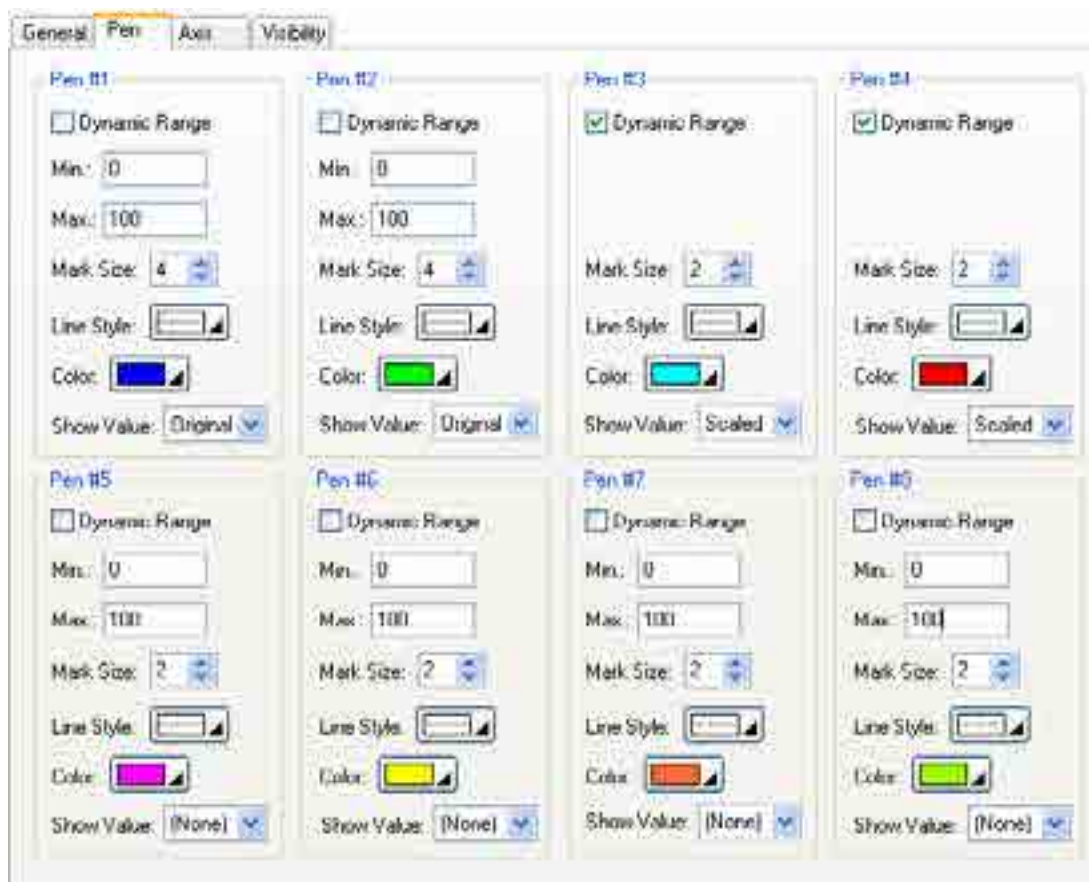 General Pen Axis Visibility
Pen #1
Dynamic Range
Min.: 0
Max.: 100
Mark Size: 4
Line Style:
Color:
Show Value: Original
Pen #2
Dynamic Range
Min.: 0
Max.: 100
Mark Size: 4
Line Style:
Color:
Show Value: Original
Pen #3
Dynamic Range
Mark Size: 2
Line Style:
Color:
Show Value: Scaled
Pen #4
Dynamic Range
Mark Size: 2
Line Style:
Color:
Show Value: Scaled
Pen #5
Dynamic Range
Min.: 0
Max.: 100
Mark Size: 2
Line Style:
Color:
Show Value: (None)
Pen #6
Dynamic Range
Min.: 0
Max.: 100
Mark Size: 2
Line Style:
Color:
Show Value: (None)
Pen #7
Dynamic Range
Min.: 0
Max.: 100
Mark Size: 2
Line Style:
Color:
Show Value: (None)
Pen #8
Dynamic Range
Min.: 0
Max.: 100
Mark Size: 2
Line Style:
Color:
Show Value: (None)